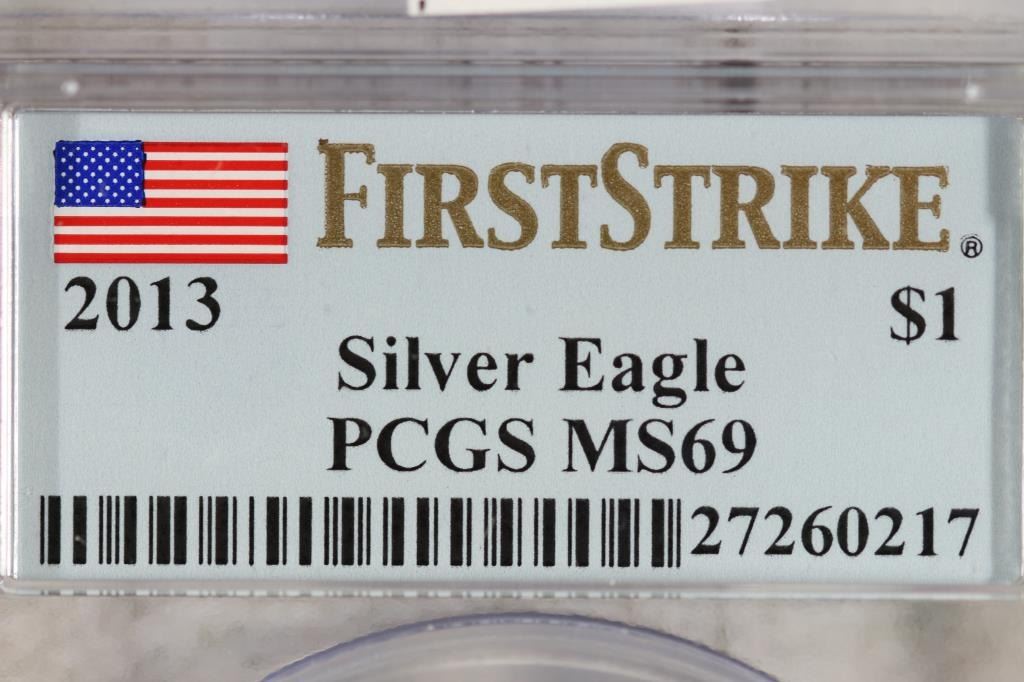 FIRSTSTRIKE®
2013 $1
Silver Eagle
PCGS MS69
27260217